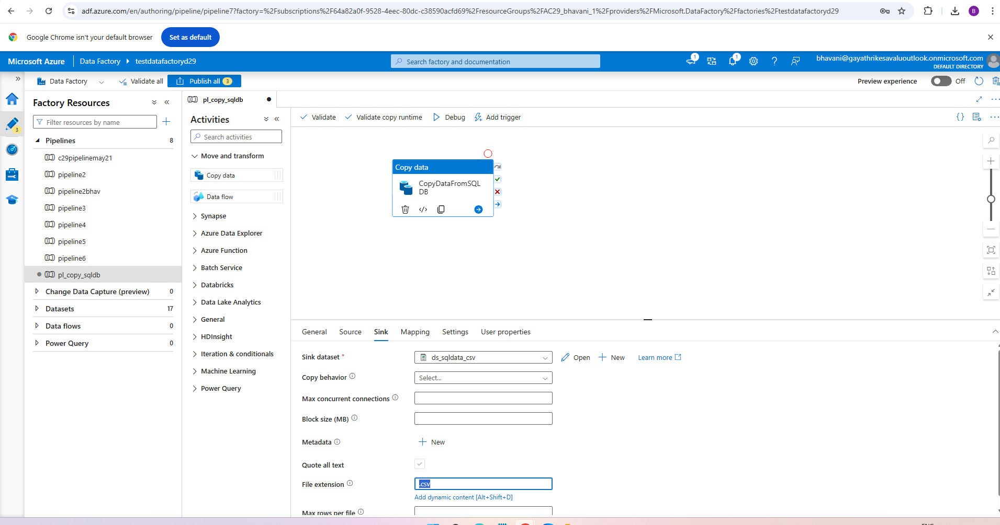 adf.azure.com/en/authoring/pipeline/pipeline7?factory=%2Fsubscriptions%2F64a82a0f-9528-4eec-80dc-c38590acfd69%2FresourceGroups%2FAC29_bhavani_1%2Fproviders%2FMicrosoft.DataFactory%2Ffactories%2Ftestdatafactoryd29
B
Google Chrome isn't your default browser
Set as default
Microsoft Azure
Data Factory
testdatafactoryd29
Search factory and documentation
1
1
bhavani@gayathrikesavaluoutlook.onmicrosoft.com
DEFAULT DIRECTORY
Data Factory
Validate all
Publish all 3
Preview experience
Off
3
Factory Resources
Filter resources by name
Pipelines 8
c29pipelinemay21
pipeline2
pipeline2bhav
pipeline3
pipeline4
pipeline5
pipeline6
pl_copy_sqldb
Change Data Capture (preview) 0
Datasets 17
Data flows 0
Power Query 0
pl_copy_sqldb
Activities
Search activities
Move and transform
Copy data
Data flow
Synapse
Azure Data Explorer
Azure Function
Batch Service
Databricks
Data Lake Analytics
General
HDInsight
Iteration & conditionals
Machine Learning
Power Query
Validate
Validate copy runtime
Debug
Add trigger
Copy data
CopyDataFromSQL
DB
General Source Sink Mapping Settings User properties
Sink dataset * ds_sqldata_csv Open New Learn more
Copy behavior Select...
Max concurrent connections
Block size (MB)
Metadata New
Quote all text
File extension .csv
Add dynamic content [Alt+Shift+D]
Max rows per file